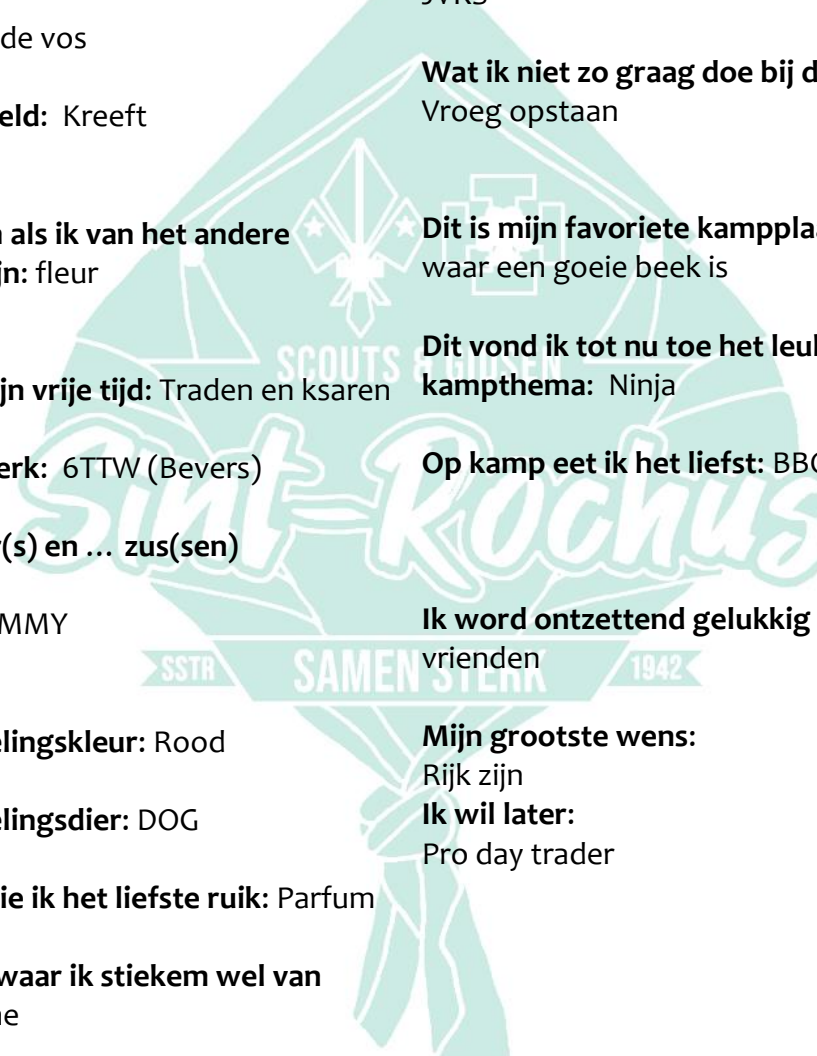 de vos
eld: Kreeft
als ik van het andere
jn: fleur
ijn vrije tijd: Traden en ksaren
erk: 6TTW (Bevers)
(s) en … zus(sen)
MMY
elingskleur: Rood
elingsdier: DOG
ie ik het liefste ruik: Parfum
waar ik stiekem wel van
Wat ik niet zo graag doe bij d
Vroeg opstaan
Dit is mijn favoriete kamppla
waar een goeie beek is
Dit vond ik tot nu toe het leu
kampthema: Ninja
Op kamp eet ik het liefst: BB
Ik word ontzettend gelukkig
vrienden
Mijn grootste wens:
Rijk zijn
Ik wil later:
Pro day trader
SCOUTS & GIDSEN
Sint-Rochus
SSTR SAMEN STERK 1942